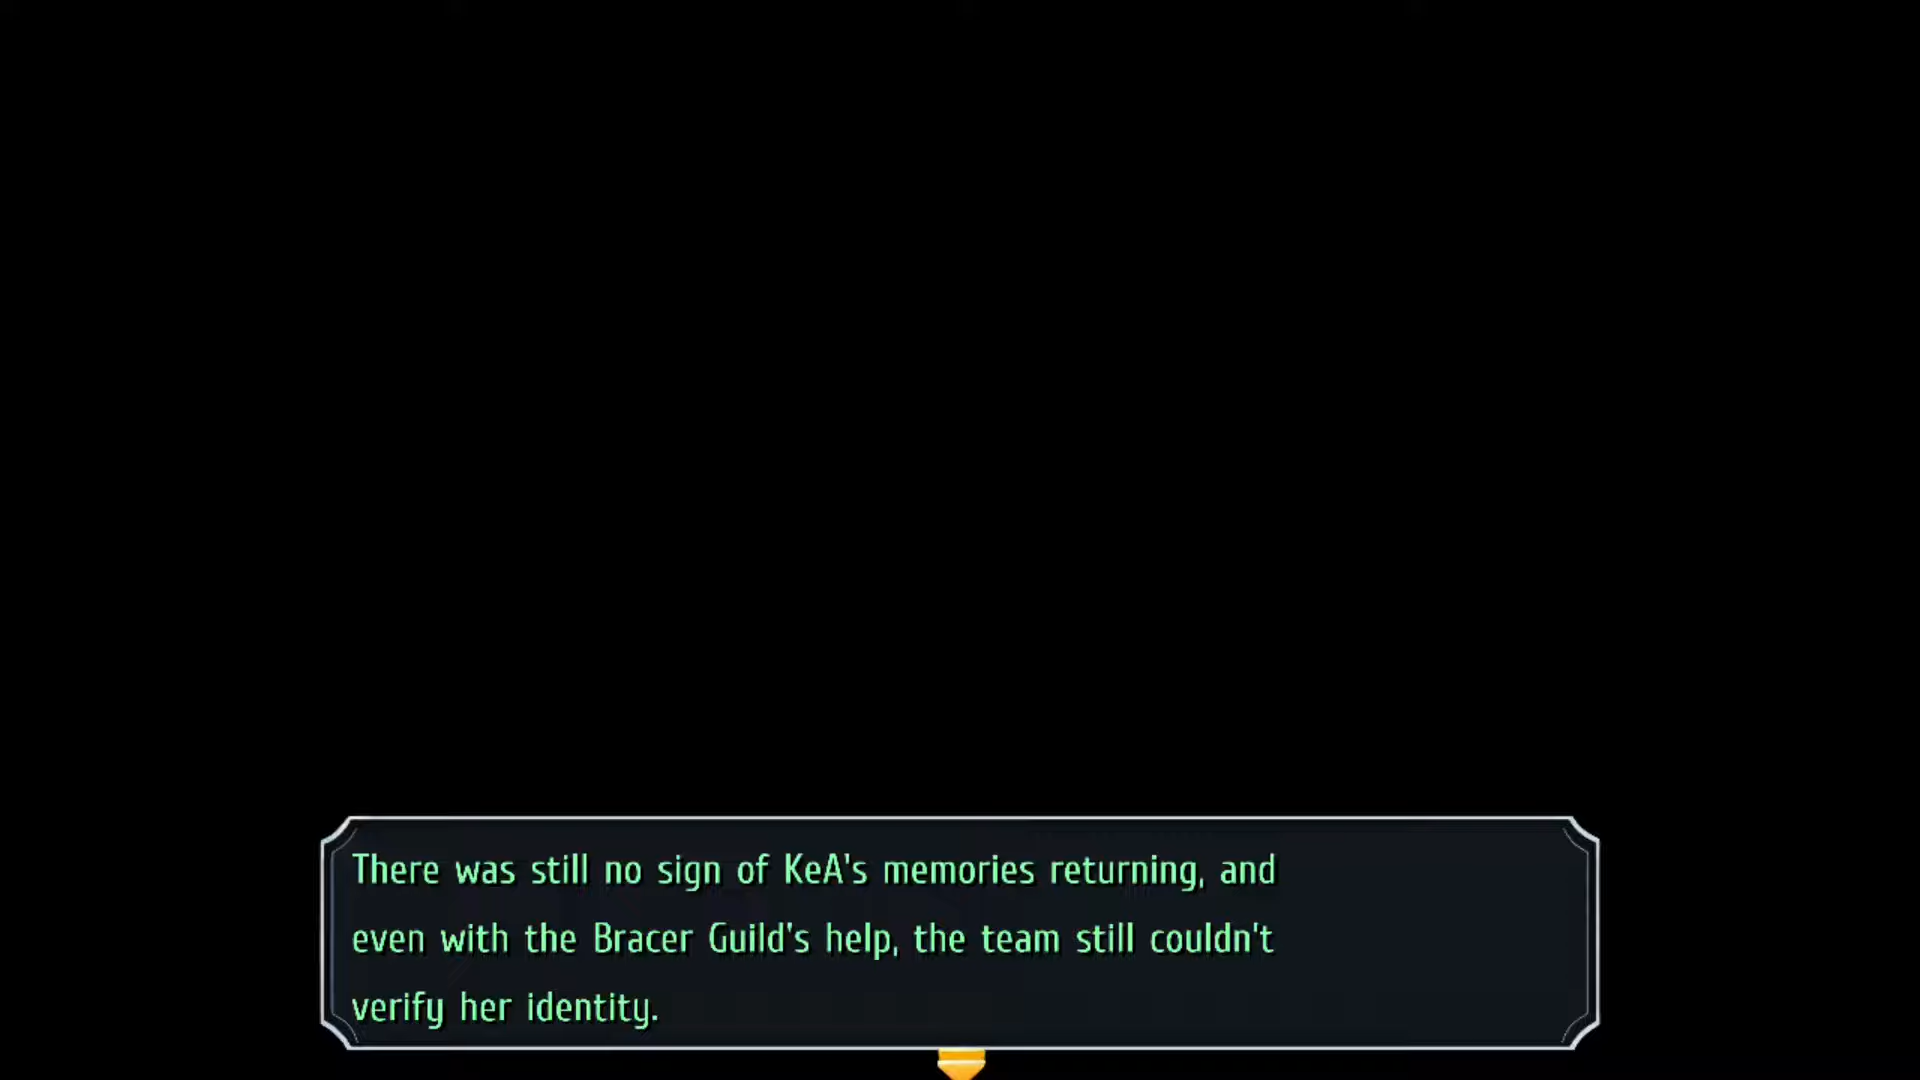 There was still no sign of KeA's memories returning, and
even with the Bracer Guild's help, the team still couldn't
verify her identity.